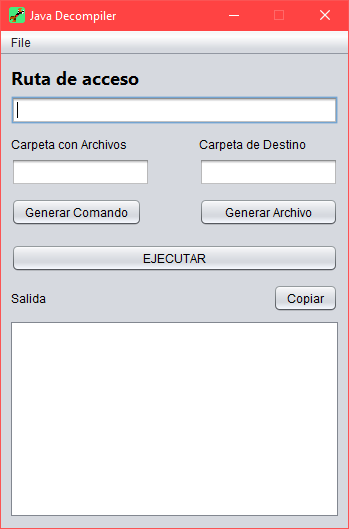 Java Decompiler
File
Ruta de acceso
Carpeta con Archivos Carpeta de Destino
Generar Comando Generar Archivo
EJECUTAR
Salida Copiar